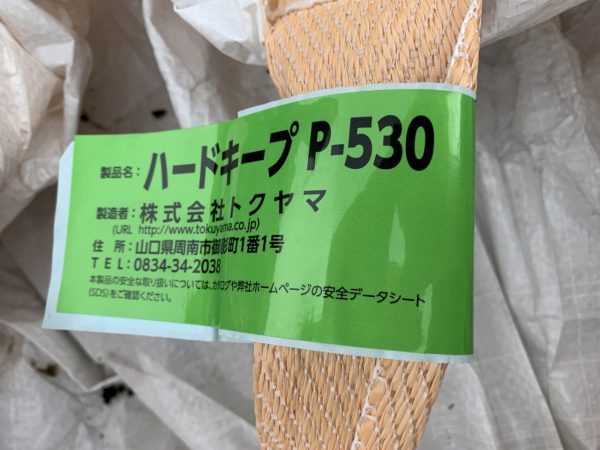 製品名：ハードキープ P-530
製造者：株式会社トクヤマ
(URL http://www.tokuyama.co.jp)
住 所：山口県周南市御影町1番1号
TEL：0834-34-2038
本製品の安全な取り扱いについては、カタログや弊社ホームページの安全データシート
(SDS)をご確認ください。